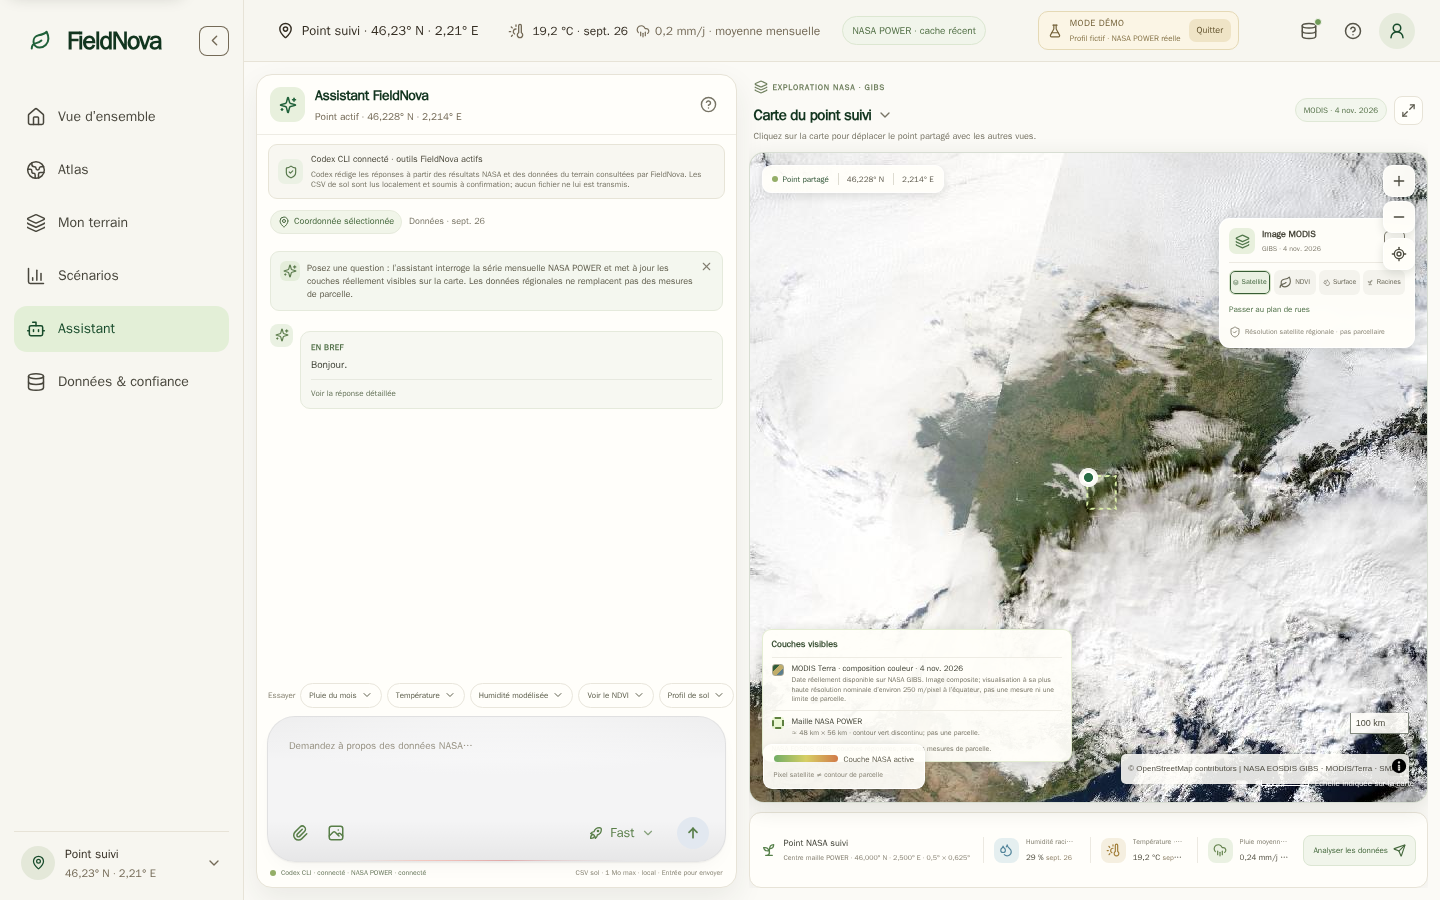 FieldNova
Vue d'ensemble
Atlas
Mon terrain
Scénarios
Assistant
Données & confiance
Point suivi
46,23° N · 2,21° E
Point suivi · 46,23° N · 2,21° E
19,2 °C · sept. 26
0,2 mm/j · moyenne mensuelle
NASA POWER · cache récent
MODE DÉMO
Profil fictif · NASA POWER réelle
Quitter
Assistant FieldNova
Point actif · 46,228° N · 2,214° E
Codex CLI connecté · outils FieldNova actifs
Codex rédige les réponses à partir des résultats NASA et des données du terrain consultées par FieldNova. Les
CSV de sol sont lus localement et soumis à confirmation; aucun fichier ne lui est transmis.
Coordonnée sélectionnée
Données · sept. 26
Posez une question : l'assistant interroge la série mensuelle NASA POWER et met à jour les
couches réellement visibles sur la carte. Les données régionales ne remplacent pas des mesures
de parcelle.
EN BREF
Bonjour.
Voir la réponse détaillée
Essayer
Pluie du mois
Température
Humidité modélisée
Voir le NDVI
Profil de sol
Demandez à propos des données NASA…
Fast
Codex CLI · connecté · NASA POWER · connecté
CSV sol · 1 Mo max · local · Entrée pour envoyer
EXPLORATION NASA · GIBS
Carte du point suivi
Cliquez sur la carte pour déplacer le point partagé avec les autres vues.
MODIS · 4 nov. 2026
Point partagé
46,228° N
2,214° E
Image MODIS
GIBS · 4 nov. 2026
Satellite
NDVI
Surface
Racines
Passer au plan de rues
Résolution satellite régionale · pas parcellaire
Couches visibles
MODIS Terra · composition couleur · 4 nov. 2026
Date réellement disponible sur NASA GIBS. Image composite; visualisation à sa plus
haute résolution nominale d'environ 250 m/pixel à l'équateur, pas une mesure ni une
limite de parcelle.
Maille NASA POWER
≈ 48 km × 56 km · contour vert discontinu; pas une parcelle.
mesures de parcelle.
Couche NASA active
Pixel satellite ≠ contour de parcelle
100 km
© OpenStreetMap contributors | NASA EOSDIS GIBS · MODIS/Terra · SM
Échelle indiquée sur la carte
Point NASA suivi
Centre maille POWER · 46,000° N · 2,500° E · 0,5° × 0,625°
Humidité raci…
29 % sept. 26
Température …
19,2 °C sep…
Pluie moyenn…
0,24 mm/j …
Analyser les données